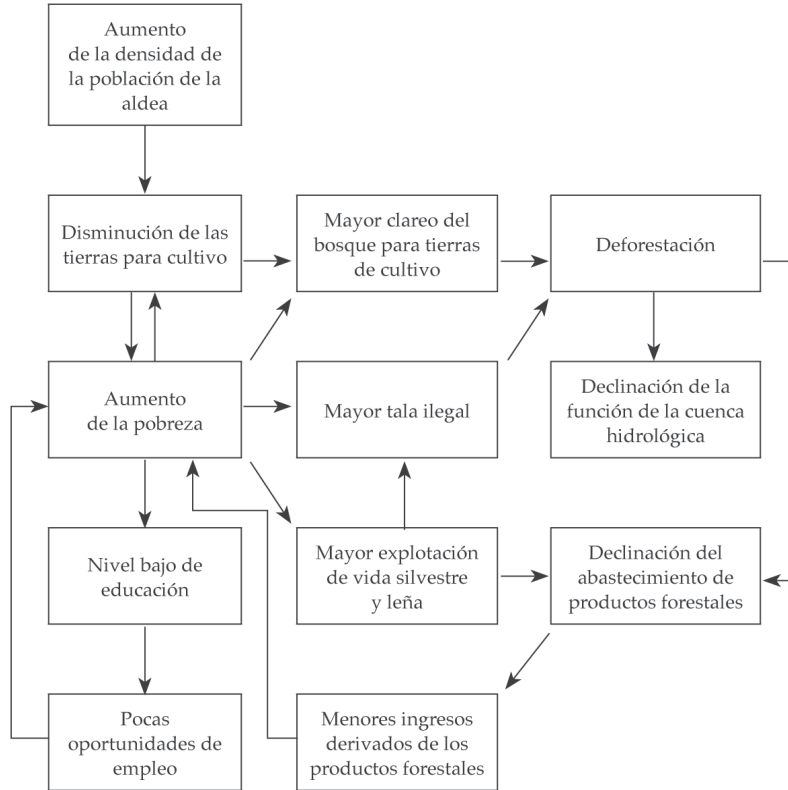 Aumento
de la densidad de
la población de la
aldea
Disminución de las
tierras para cultivo
Mayor clareo del
bosque para tierras
de cultivo
Deforestación
Aumento
de la pobreza
Mayor tala ilegal
Declinación de la
función de la cuenca
hidrológica
Nivel bajo de
educación
Mayor explotación
de vida silvestre
y leña
Declinación del
abastecimiento de
productos forestales
Pocas
oportunidades de
empleo
Menores ingresos
derivados de los
productos forestales